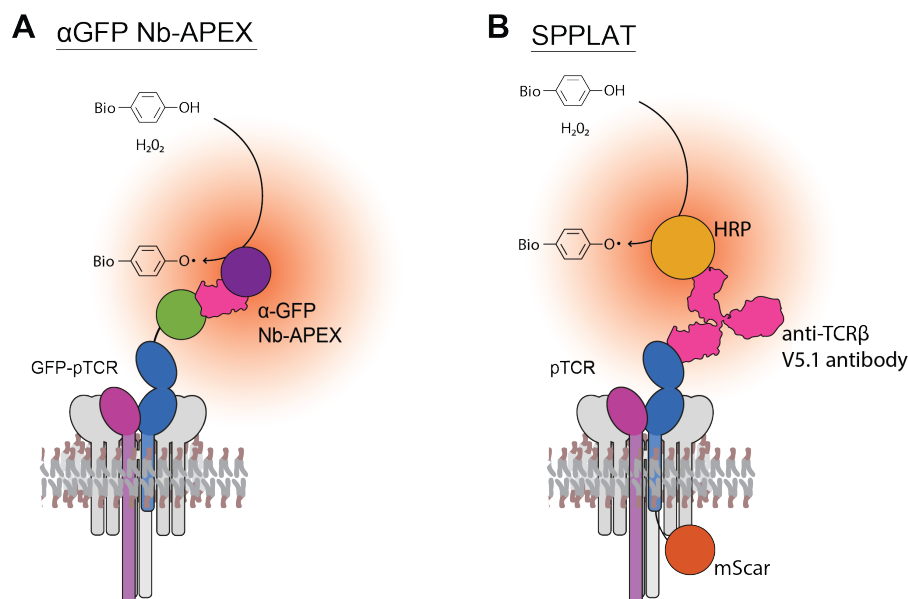 A αGFP Nb-APEX
Bio
OH
H₂O₂
Bio
O•
α-GFP
Nb-APEX
GFP-pTCR
B SPPLAT
Bio
OH
H₂O₂
Bio
O•
HRP
anti-TCRβ
V5.1 antibody
pTCR
mScar